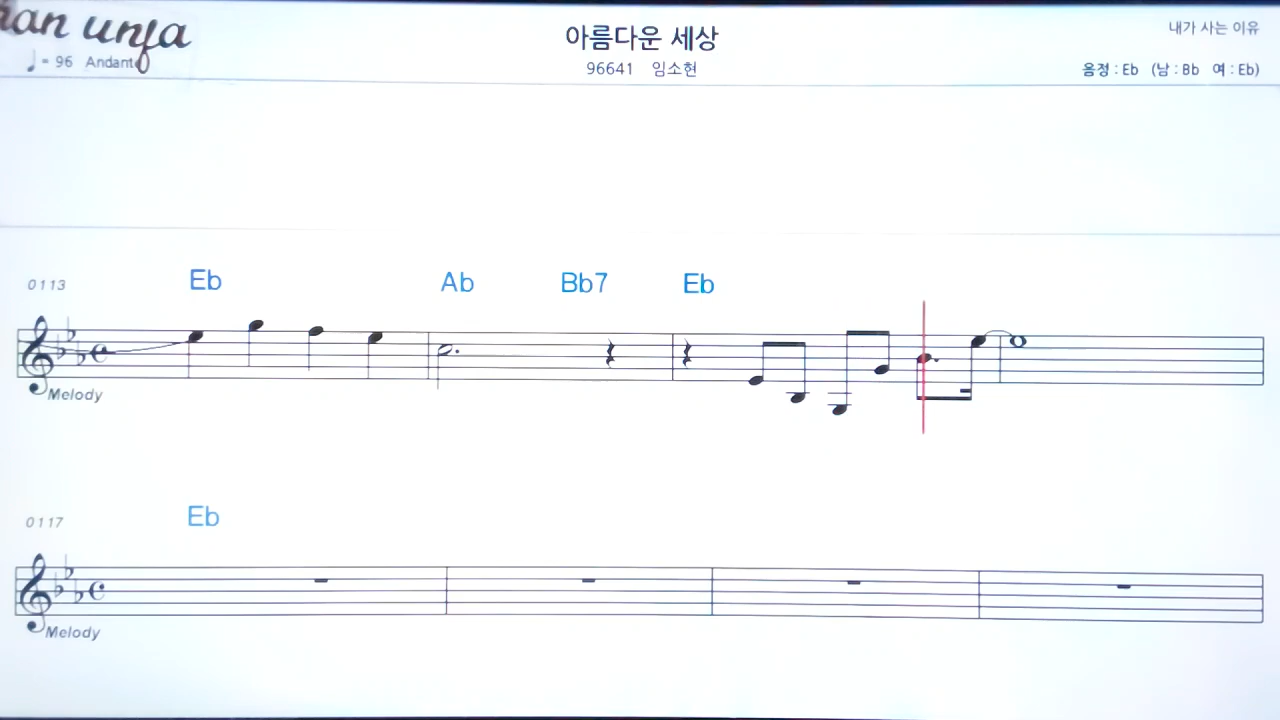 unja
♩ = 96 Andante
아름다운 세상
96641 임소현
내가 사는 이유
음정 : Eb (남 : Bb 여 : Eb)
0113 Eb Ab Bb7 Eb
Melody
0117 Eb
Melody